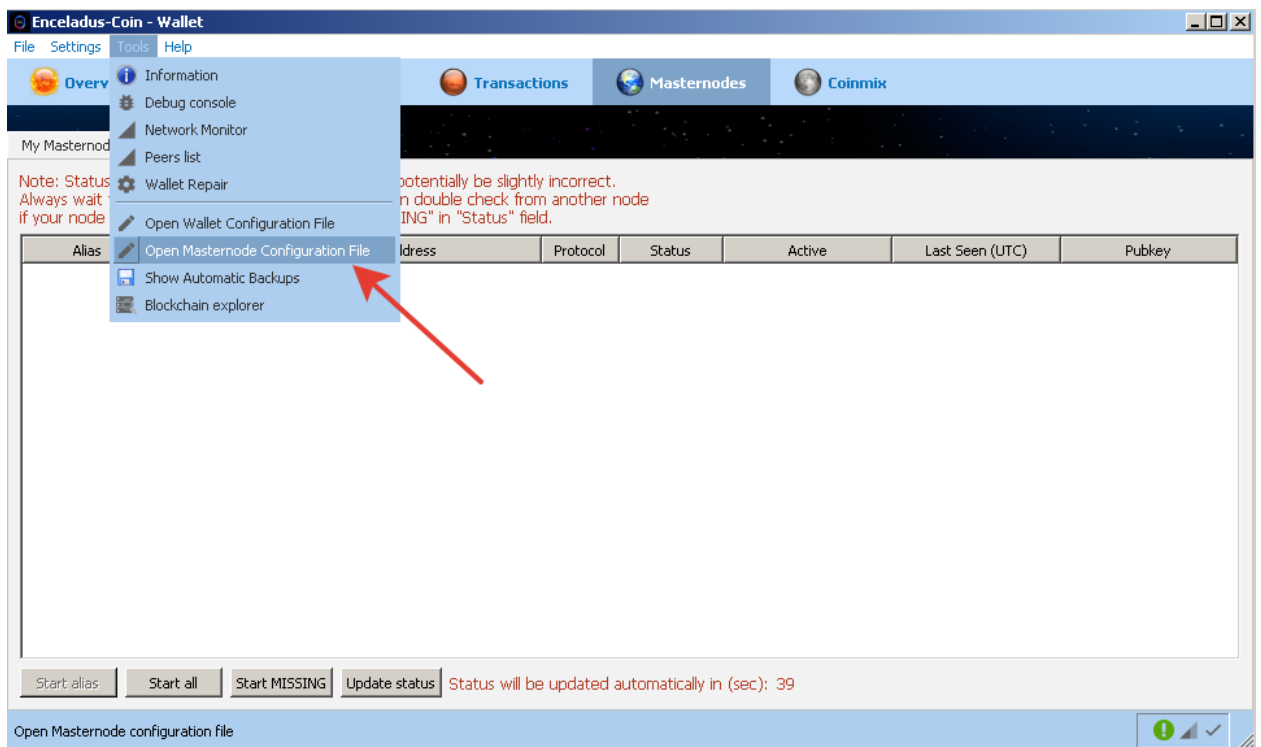 Enceladus-Coin - Wallet
File Settings Tools Help
Overv Transactions Masternodes Coinmix
Information
Debug console
Network Monitor
Peers list
Wallet Repair
Open Wallet Configuration File
Open Masternode Configuration File
Show Automatic Backups
Blockchain explorer
My Masternod
Note: Status potentially be slightly incorrect.
Always wait n double check from another node
if your node ING" in "Status" field.
Alias ddress Protocol Status Active Last Seen (UTC) Pubkey
Start alias Start all Start MISSING Update status Status will be updated automatically in (sec): 39
Open Masternode configuration file